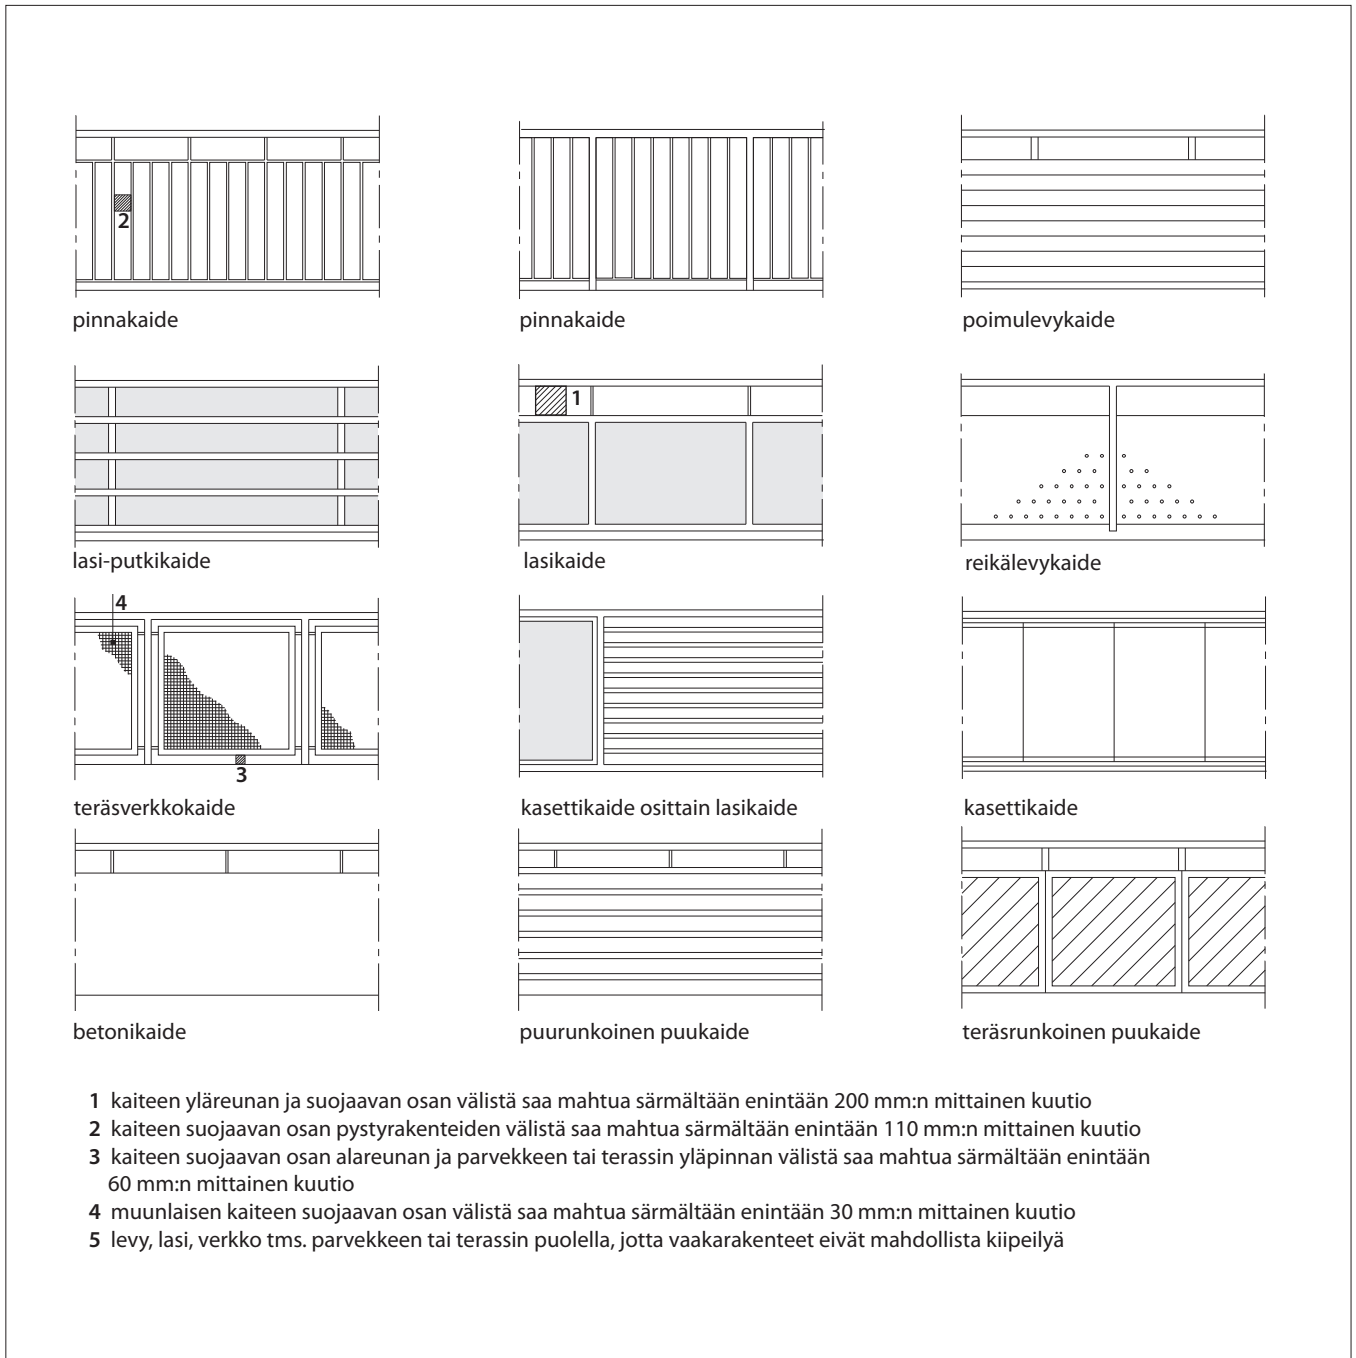 2
pinnakaide
pinnakaide
poimulevykaide
1
lasi-putkikaide
lasikaide
reikälevykaide
4
3
teräsverkkokaide
kasettikaide osittain lasikaide
kasettikaide
betonikaide
puurunkoinen puukaide
teräsrunkoinen puukaide
1 kaiteen yläreunan ja suojaavan osan välistä saa mahtua särmältään enintään 200 mm:n mittainen kuutio
2 kaiteen suojaavan osan pystyrakenteiden välistä saa mahtua särmältään enintään 110 mm:n mittainen kuutio
3 kaiteen suojaavan osan alareunan ja parvekkeen tai terassin yläpinnan välistä saa mahtua särmältään enintään
60 mm:n mittainen kuutio
4 muunlaisen kaiteen suojaavan osan välistä saa mahtua särmältään enintään 30 mm:n mittainen kuutio
5 levy, lasi, verkko tms. parvekkeen tai terassin puolella, jotta vaakarakenteet eivät mahdollista kiipeilyä